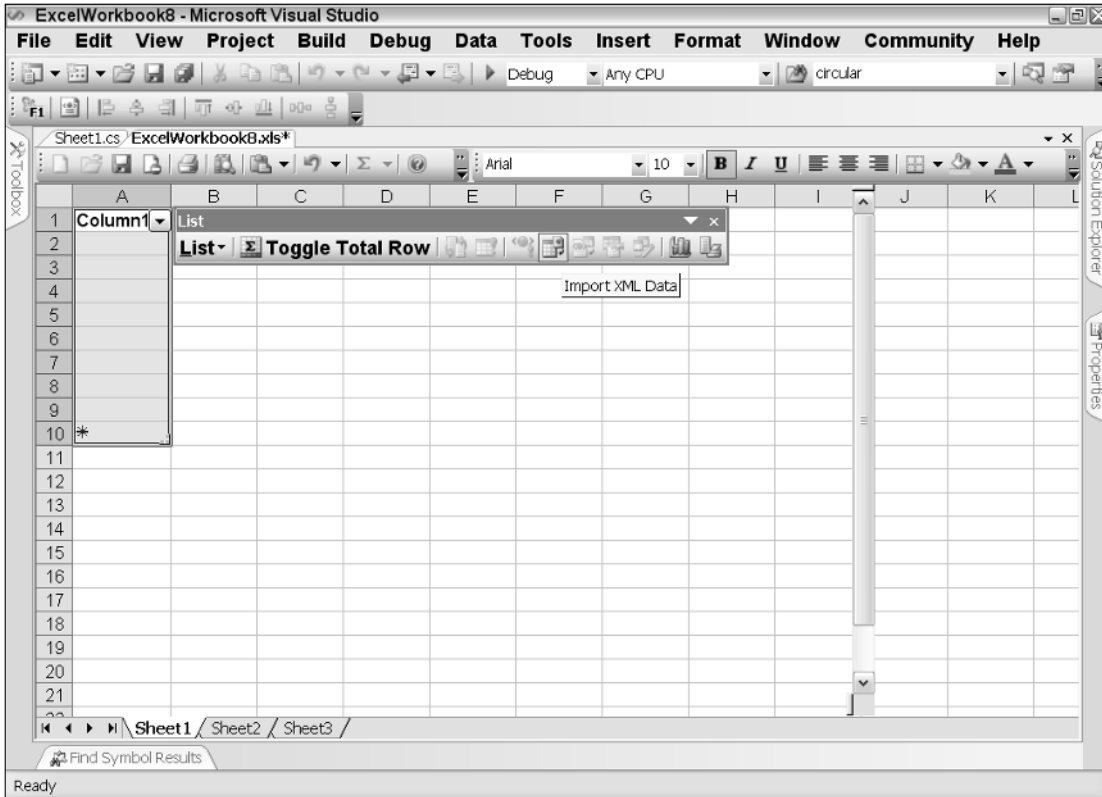 ExcelWorkbook8 - Microsoft Visual Studio
File Edit View Project Build Debug Data Tools Insert Format Window Community Help
Debug Any CPU circular
F1
Sheet1.cs ExcelWorkbook8.xls*
Arial 10 B I U A
A B C D E F G H I J K L
1 Column1 List
2 List Σ Toggle Total Row
3
4 Import XML Data
5
6
7
8
9
10 *
11
12
13
14
15
16
17
18
19
20
21
22
Sheet1 / Sheet2 / Sheet3 /
Find Symbol Results
Ready
Toolbox
Solution Explorer
Properties